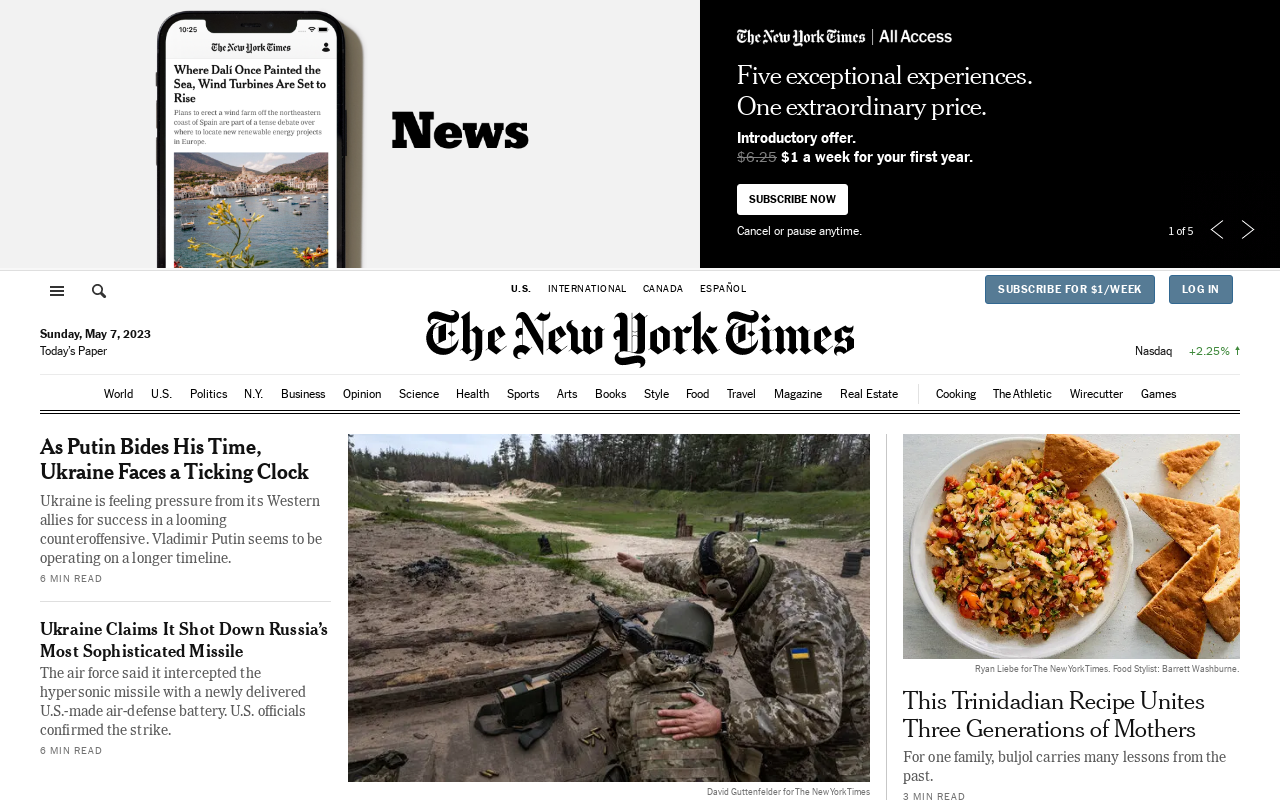 10:25
The New York Times
Where Dalí Once Painted the
Sea, Wind Turbines Are Set to
Rise
Plans to erect a wind farm off the northeastern
coast of Spain are part of a tense debate over
where to locate new renewable energy projects
in Europe.
News
The New York Times | All Access
Five exceptional experiences.
One extraordinary price.
Introductory offer.
$6.25 $1 a week for your first year.
SUBSCRIBE NOW
Cancel or pause anytime.
1 of 5
U.S. INTERNATIONAL CANADA ESPAÑOL
SUBSCRIBE FOR $1/WEEK
LOG IN
Sunday, May 7, 2023
Today's Paper
The New York Times
Nasdaq +2.25%
World U.S. Politics N.Y. Business Opinion Science Health Sports Arts Books Style Food Travel Magazine Real Estate Cooking The Athletic Wirecutter Games
As Putin Bides His Time,
Ukraine Faces a Ticking Clock
Ukraine is feeling pressure from its Western
allies for success in a looming
counteroffensive. Vladimir Putin seems to be
operating on a longer timeline.
6 MIN READ
Ukraine Claims It Shot Down Russia's
Most Sophisticated Missile
The air force said it intercepted the
hypersonic missile with a newly delivered
U.S.-made air-defense battery. U.S. officials
confirmed the strike.
6 MIN READ
David Guttenfelder for The New York Times
Ryan Liebe for The New York Times. Food Stylist: Barrett Washburne.
This Trinidadian Recipe Unites
Three Generations of Mothers
For one family, buljol carries many lessons from the
past.
3 MIN READ